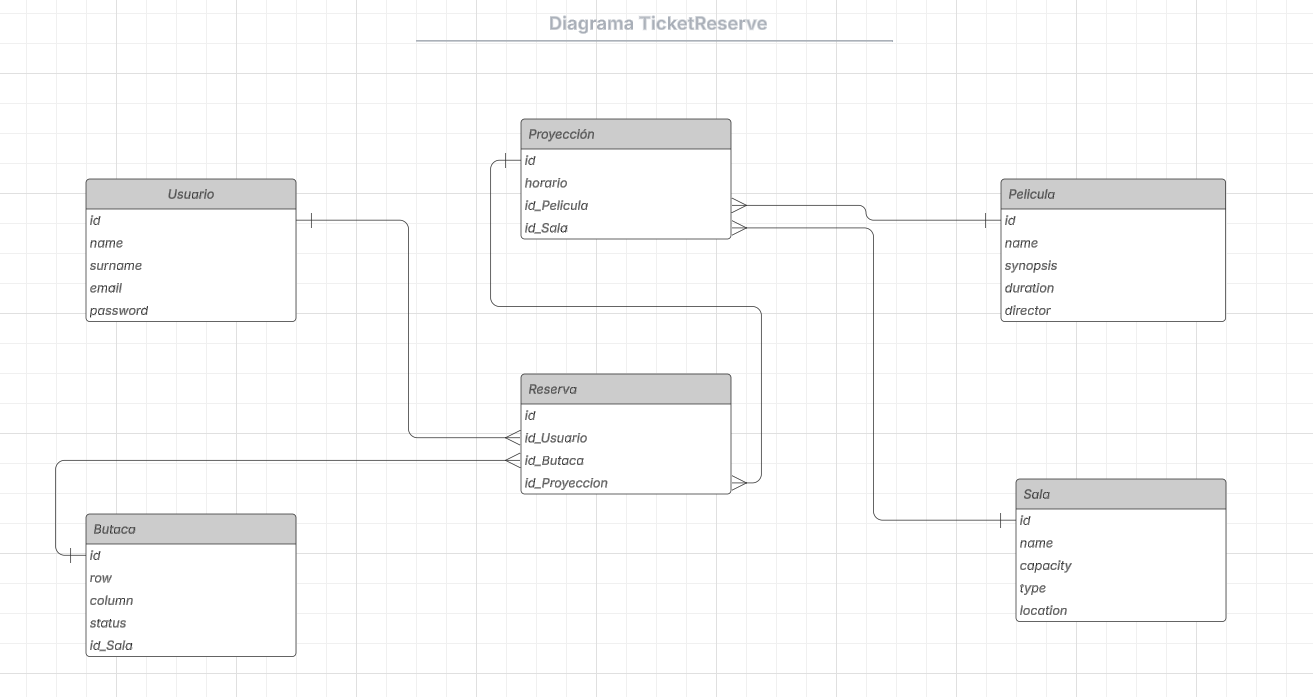 Diagrama TicketReserve
Usuario
id
name
surname
email
password
Proyección
id
horario
id_Pelicula
id_Sala
Pelicula
id
name
synopsis
duration
director
Reserva
id
id_Usuario
id_Butaca
id_Proyeccion
Butaca
id
row
column
status
id_Sala
Sala
id
name
capacity
type
location